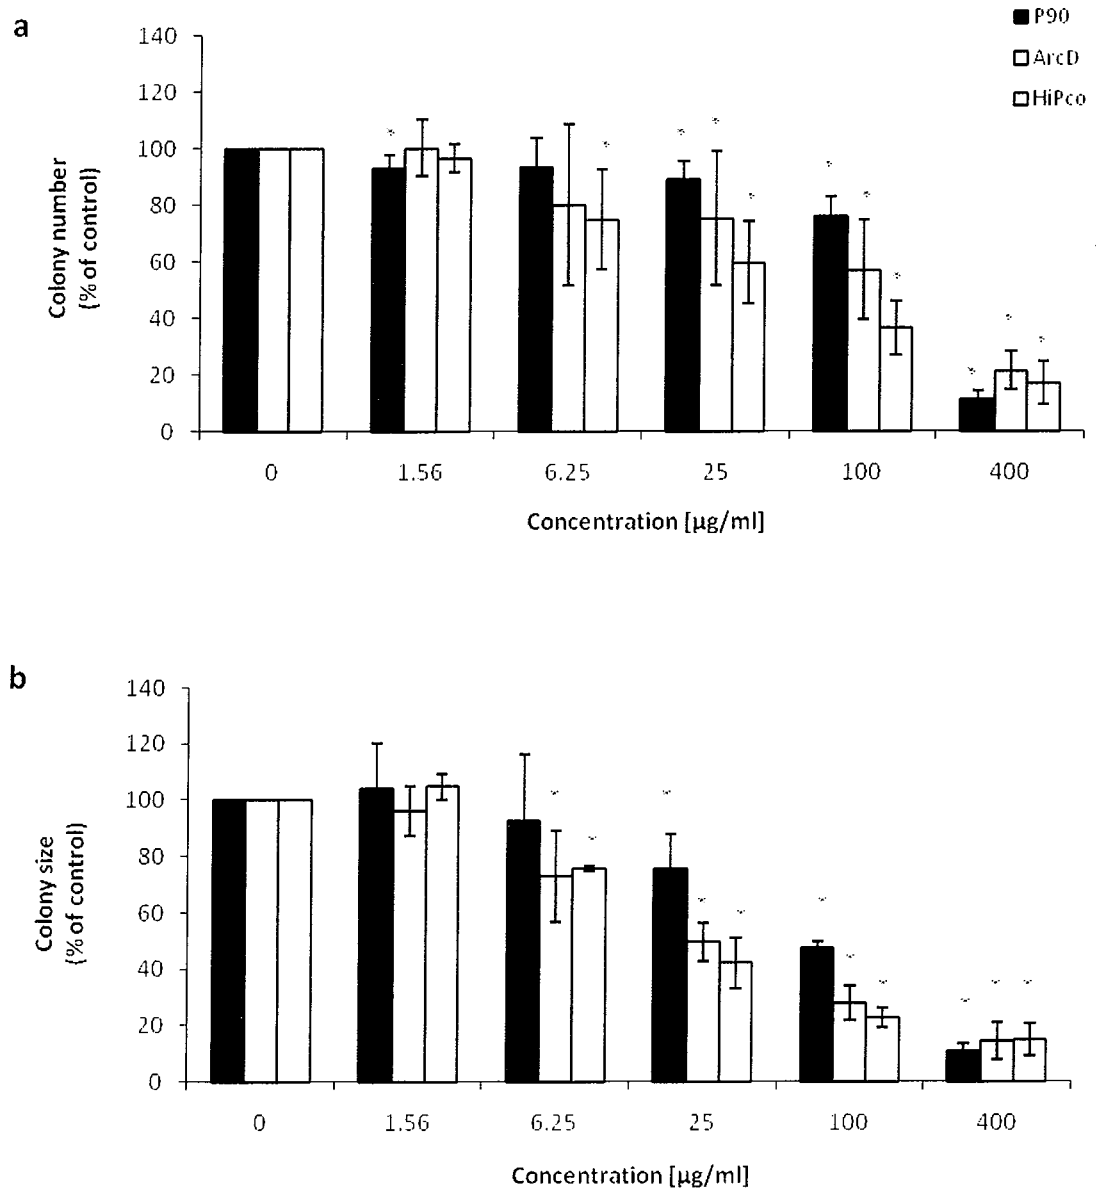 a
P90
ArcD
HiPco
140
120
100
80
60
40
20
0
Colony number
(% of control)
* * * * * * * * * * * *
0 1.56 6.25 25 100 400
Concentration [µg/ml]
b
140
120
100
80
60
40
20
0
Colony size
(% of control)
* * * * * * * * * * *
0 1.56 6.25 25 100 400
Concentration [µg/ml]